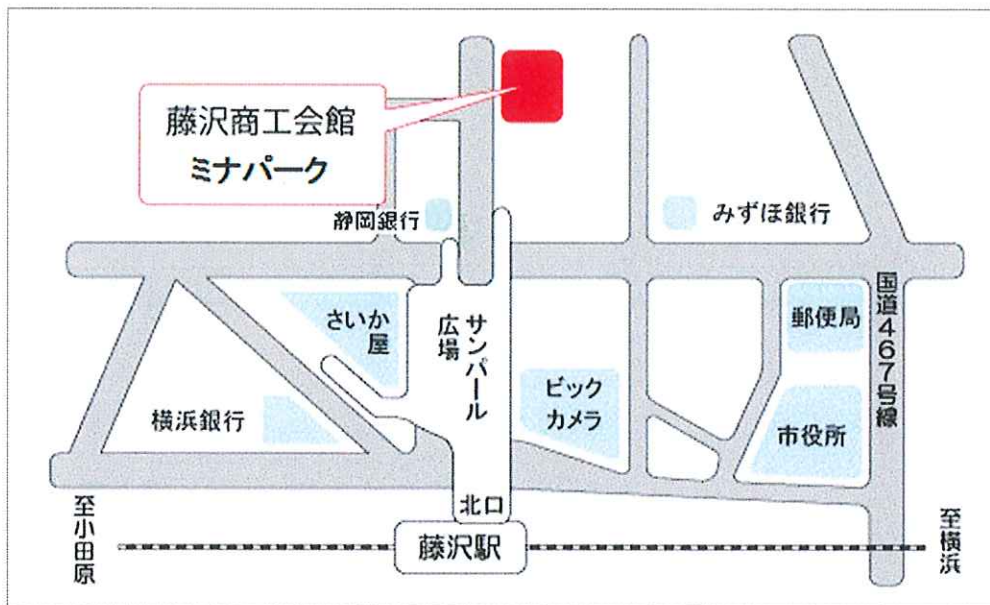 藤沢商工会館
ミナパーク
静岡銀行
みずほ銀行
さいか
屋
サンパール
広場
郵便局
国道467号線
ビック
カメラ
横浜銀行
市役所
北口
至小田原
藤沢駅
至横浜